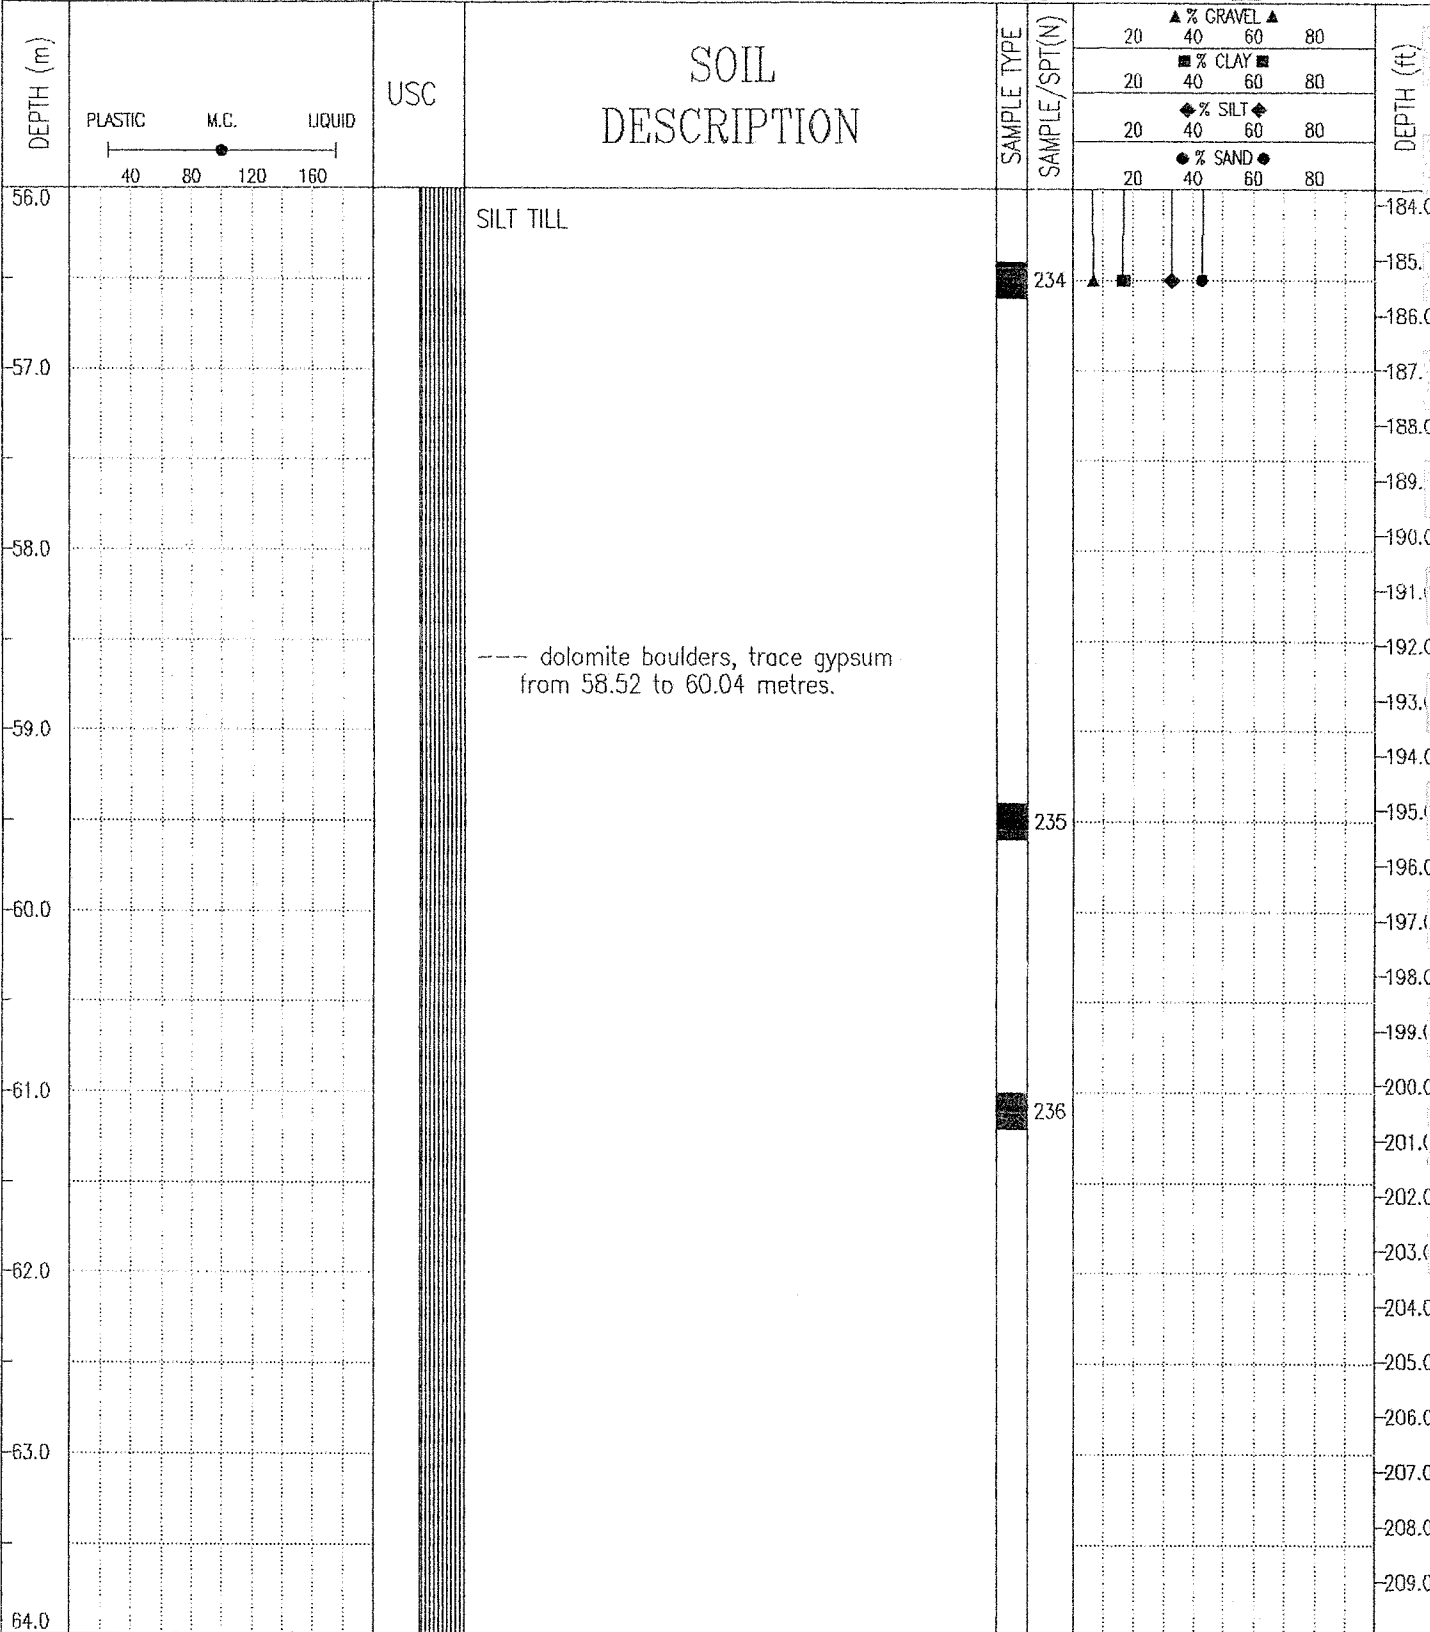 DEPTH (m)
PLASTIC M.C. LIQUID
40 80 120 160
USC
SOIL
DESCRIPTION
SAMPLE TYPE
SAMPLE/SPT(N)
▲ % GRAVEL ▲
20 40 60 80
■ % CLAY ■
20 40 60 80
◆ % SILT ◆
20 40 60 80
● % SAND ●
20 40 60 80
DEPTH (ft)
56.0
57.0
58.0
59.0
60.0
61.0
62.0
63.0
64.0
SILT TILL
--- dolomite boulders, trace gypsum
from 58.52 to 60.04 metres.
234
235
236
184.0
185.
186.0
187.
188.0
189.
190.0
191.
192.0
193.
194.0
195.
196.0
197.
198.0
199.
200.0
201.
202.0
203.
204.0
205.0
206.0
207.0
208.0
209.0